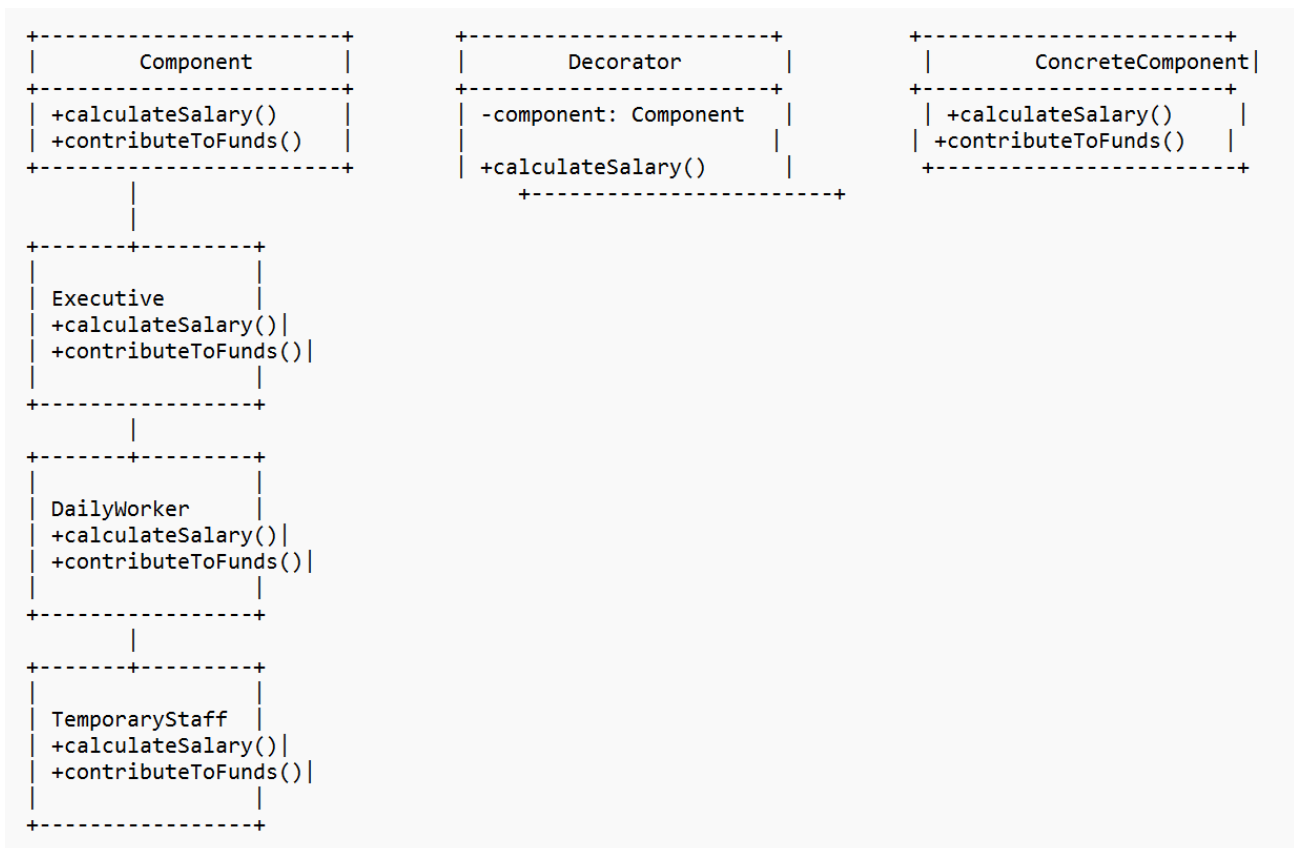 +------------------------+        +------------------------+          +------------------------+
|        Component       |        |        Decorator        |          |        ConcreteComponent|
+------------------------+        +------------------------+          +------------------------+
| +calculateSalary()     |        | -component: Component   |          | +calculateSalary()     |
| +contributeToFunds()   |        |                        |          | +contributeToFunds()   |
+------------------------+        | +calculateSalary()      |          +------------------------+
        |                              +------------------------+
        |
+-------+---------+
|                 |
| Executive       |
| +calculateSalary()|
| +contributeToFunds()|
|                 |
+-----------------+
        |
+-------+---------+
|                 |
| DailyWorker     |
| +calculateSalary()|
| +contributeToFunds()|
|                 |
+-----------------+
        |
+-------+---------+
|                 |
| TemporaryStaff  |
| +calculateSalary()|
| +contributeToFunds()|
|                 |
+-----------------+